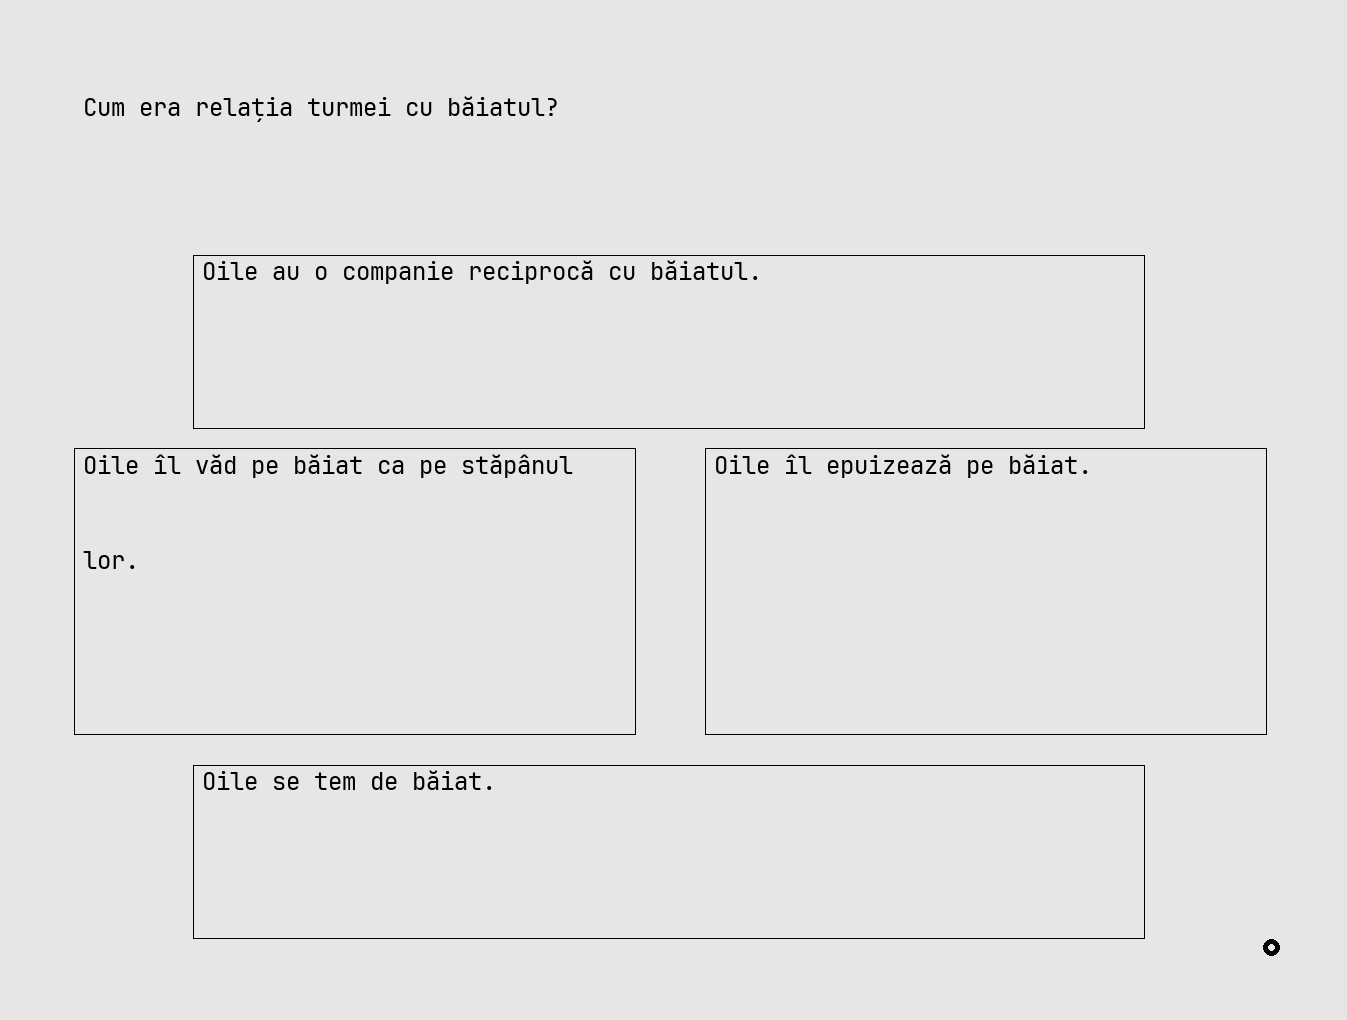 Cum era relația turmei cu băiatul?
Oile au o companie reciprocă cu băiatul.
Oile îl văd pe băiat ca pe stăpânul
lor.
Oile îl epuizează pe băiat.
Oile se tem de băiat.